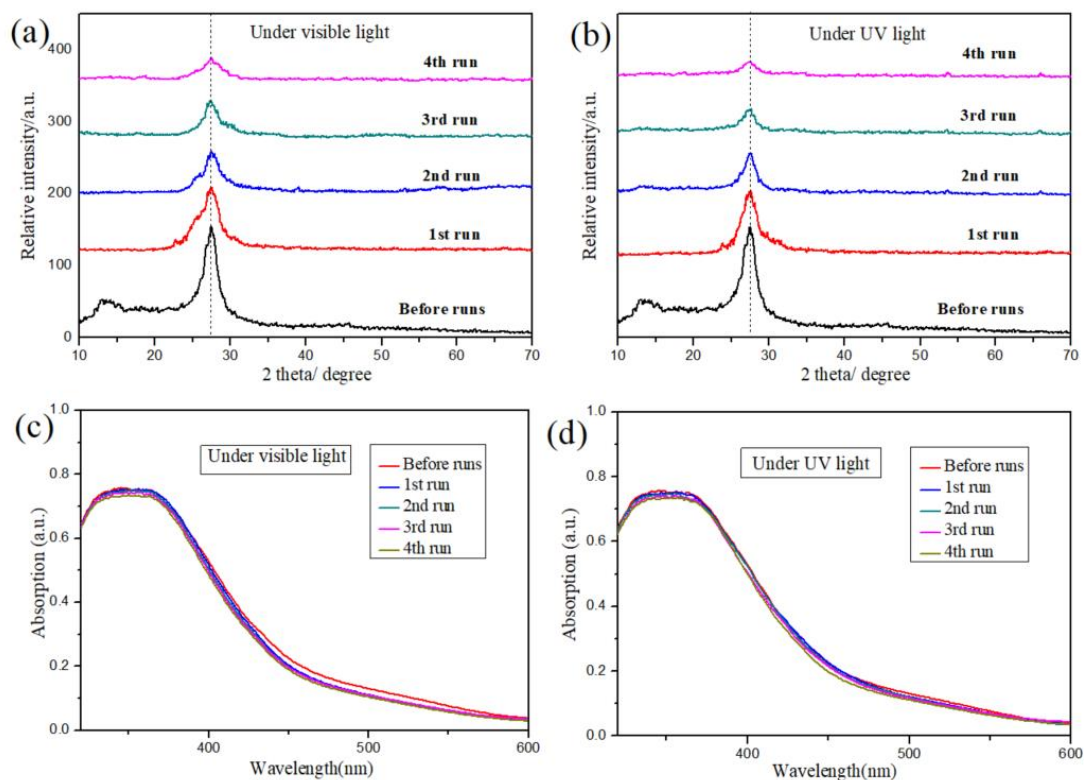 (a)
Under visible light
4th run
3rd run
2nd run
1st run
Before runs
Relative intensity/a.u.
400
300
200
100
0
10 20 30 40 50 60 70
2 theta/ degree
(b)
Under UV light
4th run
3rd run
2nd run
1st run
Before runs
Relative intensity/a.u.
10 20 30 40 50 60 70
2 theta/ degree
(c)
Under visible light
Before runs
1st run
2nd run
3rd run
4th run
Absorption (a.u.)
1.0
0.8
0.6
0.4
0.2
0.0
400 500 600
Wavelength(nm)
(d)
Under UV light
Before runs
1st run
2nd run
3rd run
4th run
Absorption (a.u.)
1.0
0.8
0.6
0.4
0.2
0.0
400 500 600
Wavelength(nm)